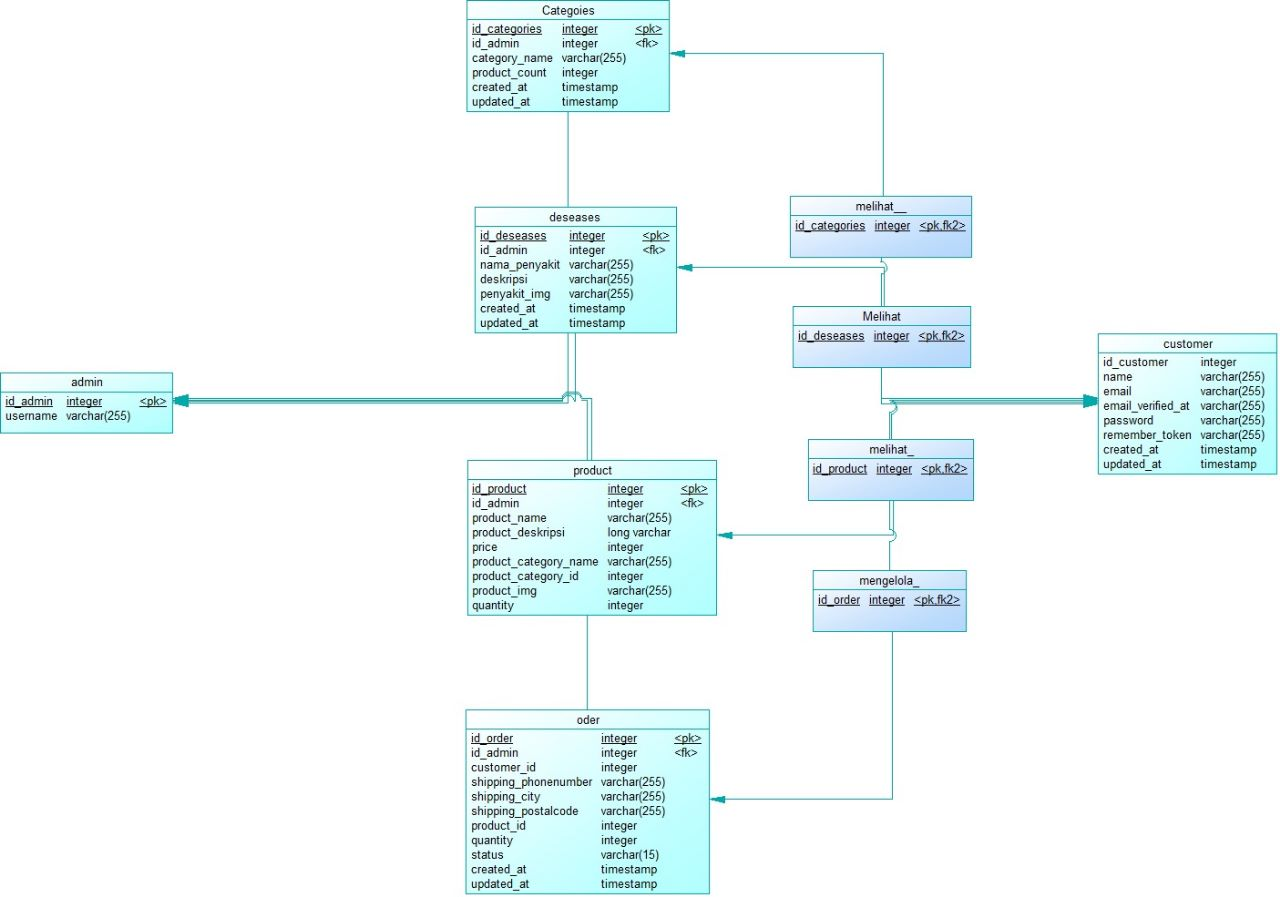 Categoies
id_categories integer <pk>
id_admin integer <fk>
category_name varchar(255)
product_count integer
created_at timestamp
updated_at timestamp
melihat__
id_categories integer <pk,fk2>
deseases
id_deseases integer <pk>
id_admin integer <fk>
nama_penyakit varchar(255)
deskripsi varchar(255)
penyakit_img varchar(255)
created_at timestamp
updated_at timestamp
Melihat
id_deseases integer <pk,fk2>
customer
id_customer integer
name varchar(255)
email varchar(255)
email_verified_at varchar(255)
password varchar(255)
remember_token varchar(255)
created_at timestamp
updated_at timestamp
admin
id_admin integer <pk>
username varchar(255)
melihat_
id_product integer <pk,fk2>
product
id_product integer <pk>
id_admin integer <fk>
product_name varchar(255)
product_deskripsi long varchar
price integer
product_category_name varchar(255)
product_category_id integer
product_img varchar(255)
quantity integer
mengelola_
id_order integer <pk,fk2>
oder
id_order integer <pk>
id_admin integer <fk>
customer_id integer
shipping_phonenumber varchar(255)
shipping_city varchar(255)
shipping_postalcode varchar(255)
product_id integer
quantity integer
status varchar(15)
created_at timestamp
updated_at timestamp